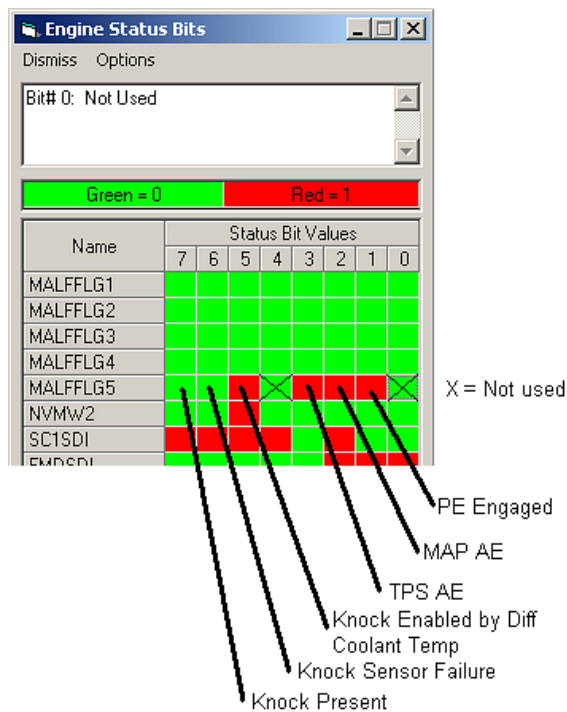 Engine Status Bits
Dismiss Options
Bit# 0: Not Used
Green = 0 Red = 1
Name Status Bit Values
7 6 5 4 3 2 1 0
MALFFLG1
MALFFLG2
MALFFLG3
MALFFLG4
MALFFLG5
X = Not used
NVMW2
SC1SDI
FMDSDI
PE Engaged
MAP AE
TPS AE
Knock Enabled by Diff
Coolant Temp
Knock Sensor Failure
Knock Present